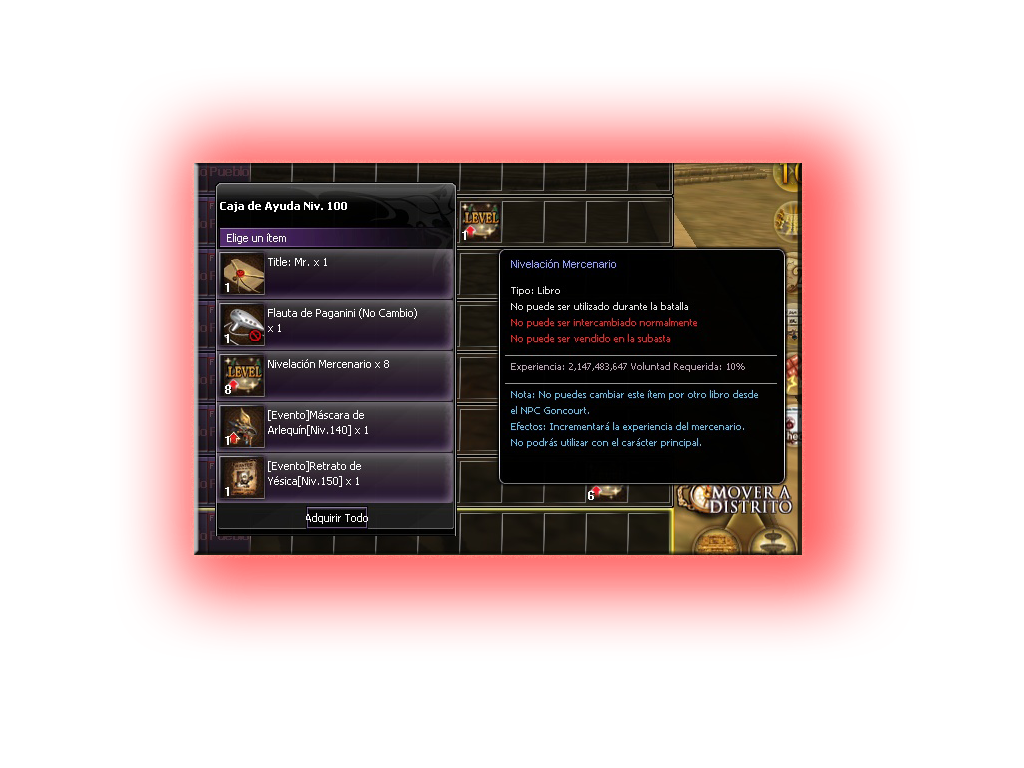 o Pueblo
Caja de Ayuda Niv. 100
Elige un ítem
Title: Mr. x 1
1
Flauta de Paganini (No Cambio)
x 1
1
Nivelación Mercenario x 8
LEVEL
8
[Evento]Máscara de
Arlequín[Niv.140] x 1
1
[Evento]Retrato de
Yésica[Niv.150] x 1
1
Adquirir Todo
LEVEL
1
Nivelación Mercenario
Tipo: Libro
No puede ser utilizado durante la batalla
No puede ser intercambiado normalmente
No puede ser vendido en la subasta
Experiencia: 2,147,483,647 Voluntad Requerida: 10%
Nota: No puedes cambiar este ítem por otro libro desde
el NPC Goncourt.
Efectos: Incrementará la experiencia del mercenario.
No podrás utilizar con el carácter principal.
6
MOVER A
DISTRITO